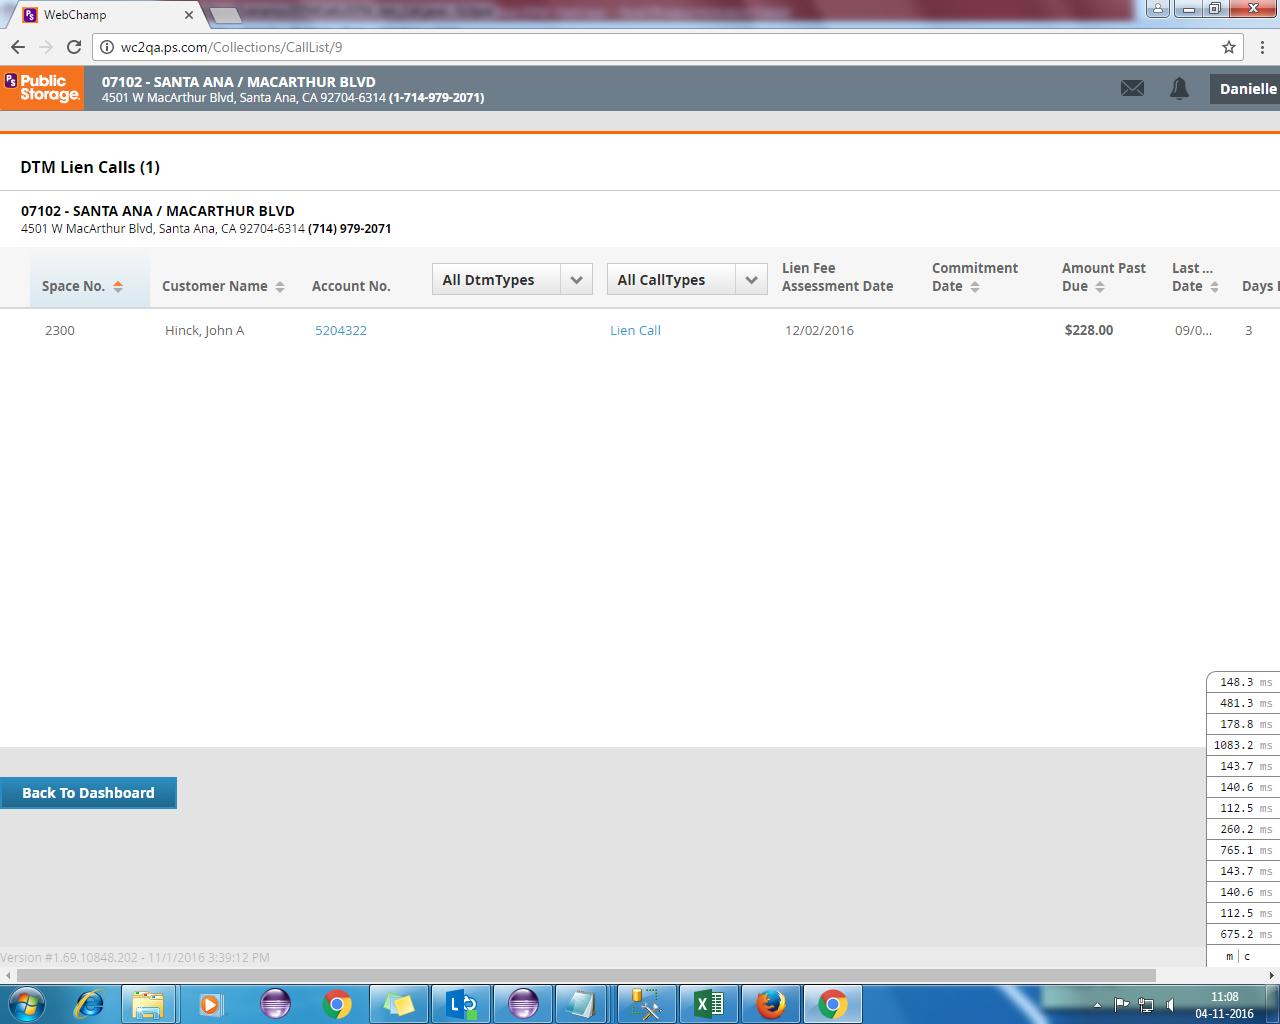 WebChamp
wc2qa.ps.com/Collections/CallList/9
PS Public Storage.
07102 - SANTA ANA / MACARTHUR BLVD
4501 W MacArthur Blvd, Santa Ana, CA 92704-6314 (1-714-979-2071)
Danielle
DTM Lien Calls (1)
07102 - SANTA ANA / MACARTHUR BLVD
4501 W MacArthur Blvd, Santa Ana, CA 92704-6314 (714) 979-2071
Space No. Customer Name Account No. All DtmTypes All CallTypes Lien Fee Assessment Date Commitment Date Amount Past Due Last ... Date Days
2300 Hinck, John A 5204322 Lien Call 12/02/2016 $228.00 09/0... 3
148.3 ms
481.3 ms
178.8 ms
1083.2 ms
143.7 ms
140.6 ms
112.5 ms
260.2 ms
765.1 ms
143.7 ms
140.6 ms
112.5 ms
675.2 ms
m | c
Back To Dashboard
Version #1.69.10848.202 - 11/1/2016 3:39:12 PM
11:08
04-11-2016